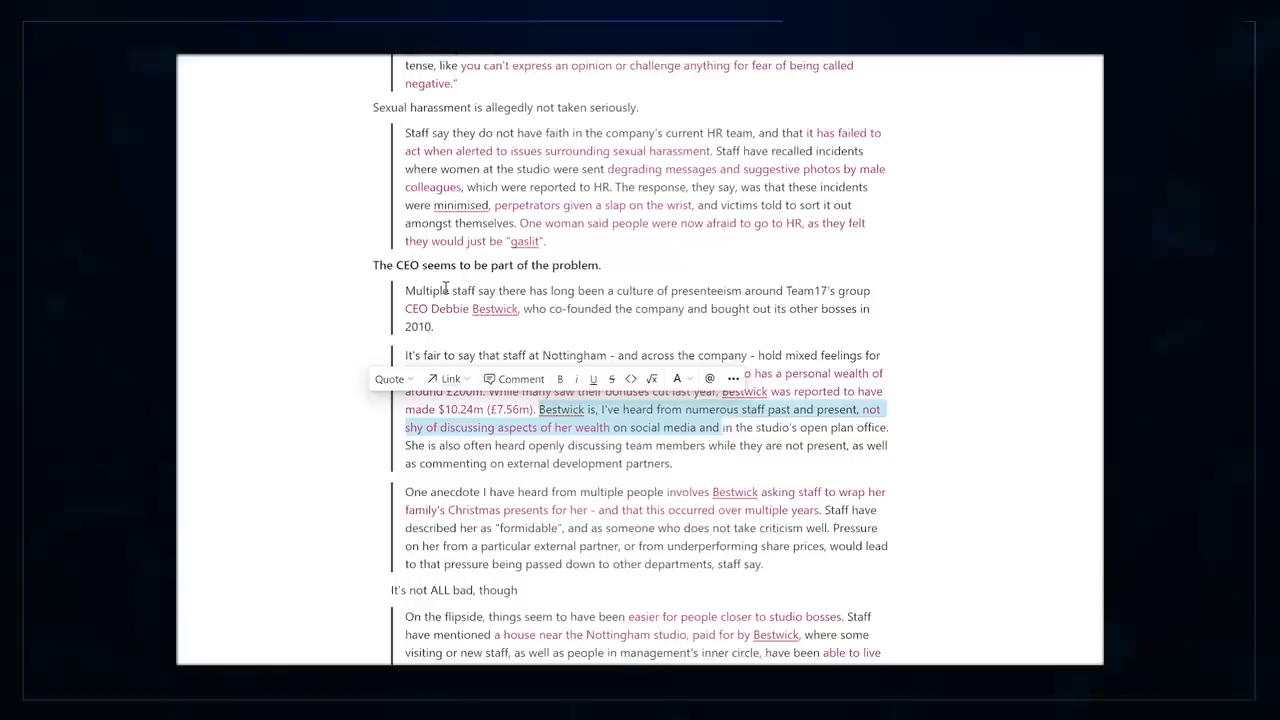 tense, like you can't express an opinion or challenge anything for fear of being called
negative."
Sexual harassment is allegedly not taken seriously.
Staff say they do not have faith in the company's current HR team, and that it has failed to
act when alerted to issues surrounding sexual harassment. Staff have recalled incidents
where women at the studio were sent degrading messages and suggestive photos by male
colleagues, which were reported to HR. The response, they say, was that these incidents
were minimised, perpetrators given a slap on the wrist, and victims told to sort it out
amongst themselves. One woman said people were now afraid to go to HR, as they felt
they would just be "gaslit".
The CEO seems to be part of the problem.
Multiple staff say there has long been a culture of presenteeism around Team17's group
CEO Debbie Bestwick, who co-founded the company and bought out its other bosses in
2010.
It's fair to say that staff at Nottingham - and across the company - hold mixed feelings for
Quote Link Comment B i U S <> √x A @ •••
o has a personal wealth of
around £200m. While many saw their bonuses cut last year, Bestwick was reported to have
made $10.24m (£7.56m). Bestwick is, I've heard from numerous staff past and present, not
shy of discussing aspects of her wealth on social media and in the studio's open plan office.
She is also often heard openly discussing team members while they are not present, as well
as commenting on external development partners.
One anecdote I have heard from multiple people involves Bestwick asking staff to wrap her
family's Christmas presents for her - and that this occurred over multiple years. Staff have
described her as "formidable", and as someone who does not take criticism well. Pressure
on her from a particular external partner, or from underperforming share prices, would lead
to that pressure being passed down to other departments, staff say.
It's not ALL bad, though
On the flipside, things seem to have been easier for people closer to studio bosses. Staff
have mentioned a house near the Nottingham studio, paid for by Bestwick, where some
visiting or new staff, as well as people in management's inner circle, have been able to live